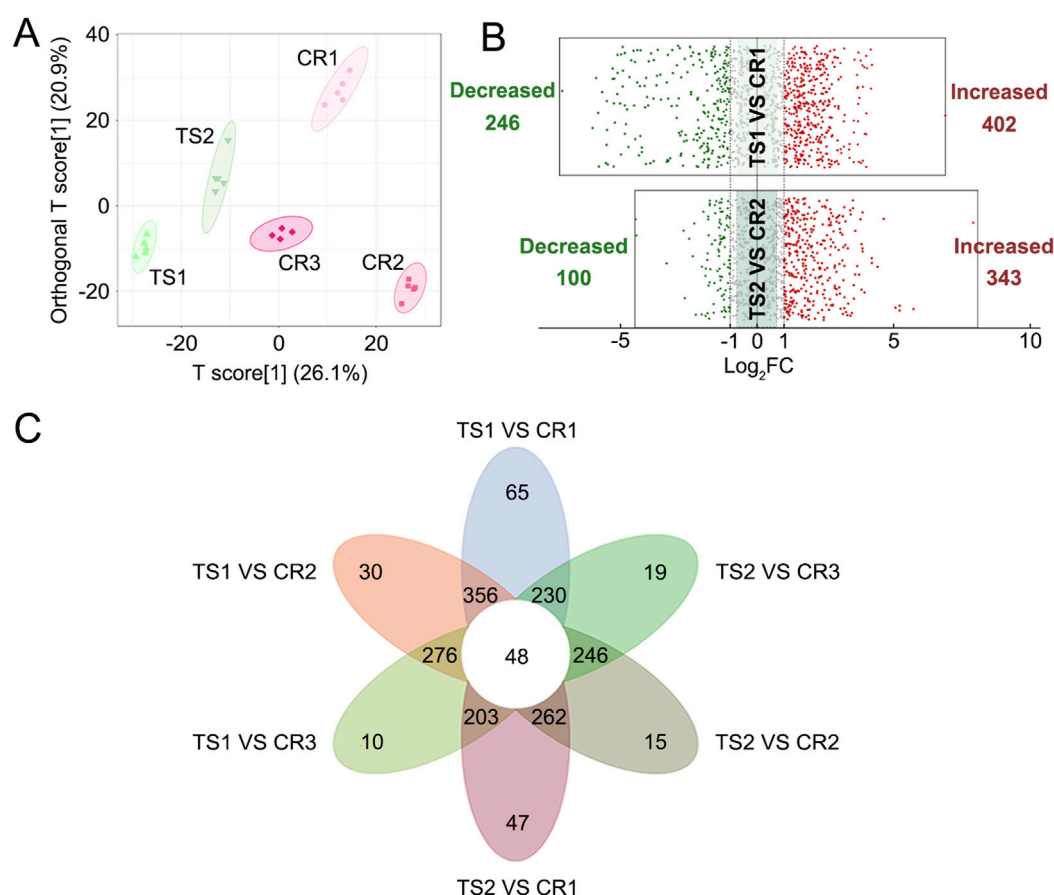 A
40
20
0
-20
Orthogonal T score[1] (20.9%)
CR1
TS2
TS1
CR3
CR2
-20
0
20
T score[1] (26.1%)
B
Decreased
246
TS1 VS CR1
Increased
402
Decreased
100
TS2 VS CR2
Increased
343
-5
-1
0
1
5
10
Log₂FC
C
TS1 VS CR1
65
TS1 VS CR2
30
19
TS2 VS CR3
356
230
276
48
246
203
262
TS1 VS CR3
10
15
TS2 VS CR2
47
TS2 VS CR1